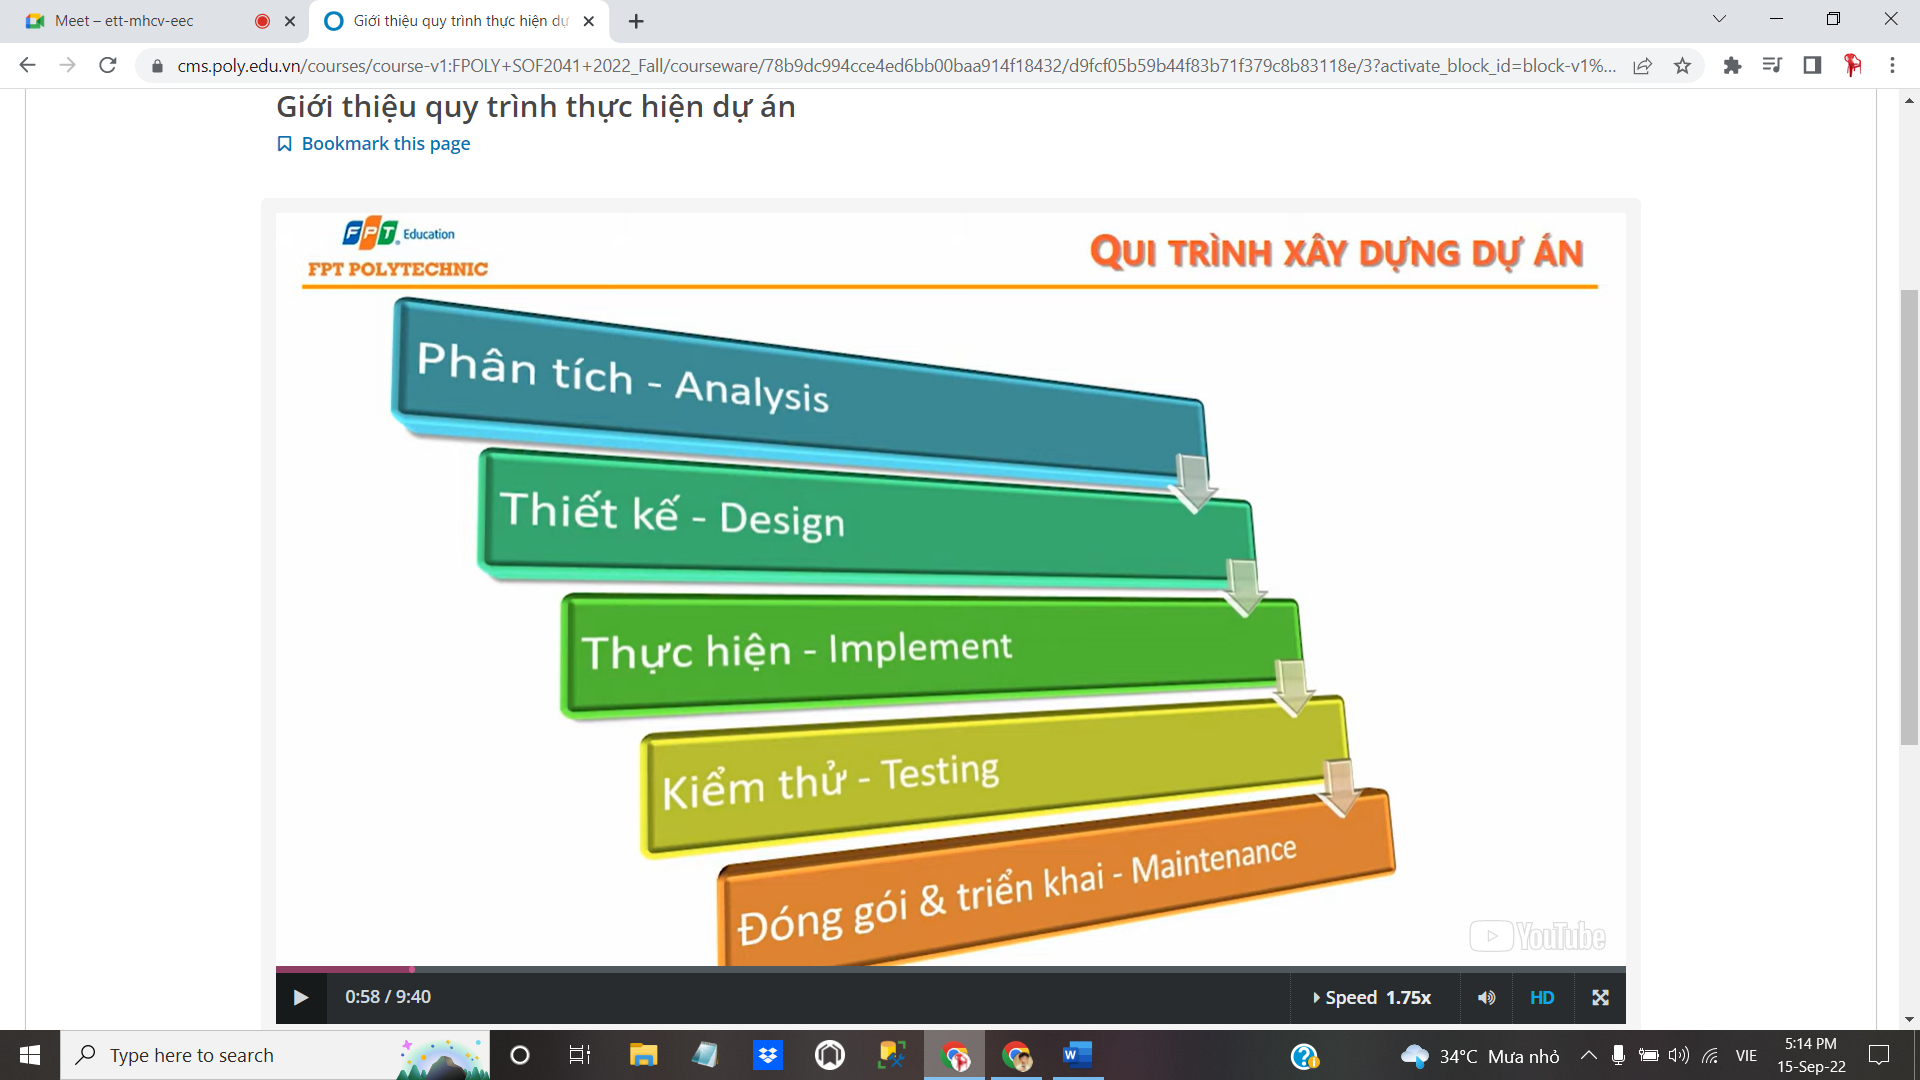 Meet – ett-mhcv-eec
Giới thiệu quy trình thực hiện dự
cms.poly.edu.vn/courses/course-v1:FPOLY+SOF2041+2022_Fall/courseware/78b9dc994cce4ed6bb00baa914f18432/d9fcf05b59b44f83b71f379c8b83118e/3?activate_block_id=block-v1%...
Giới thiệu quy trình thực hiện dự án
Bookmark this page
FPT Education
FPT POLYTECHNIC
QUI TRÌNH XÂY DỰNG DỰ ÁN
Phân tích - Analysis
Thiết kế - Design
Thực hiện - Implement
Kiểm thử - Testing
Đóng gói & triển khai - Maintenance
YouTube
0:58 / 9:40
Speed 1.75x
HD
Type here to search
34°C Mưa nhỏ
VIE
5:14 PM
15-Sep-22